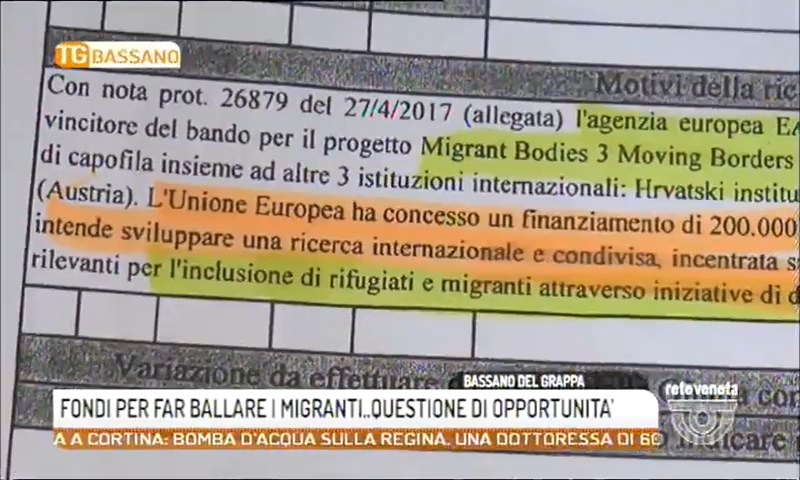 TG BASSANO
Motivi della ric
Con nota prot. 26879 del 27/4/2017 (allegata) l'agenzia europea EA
vincitore del bando per il progetto Migrant Bodies 3 Moving Borders
di capofila insieme ad altre 3 istituzioni internazionali: Hrvatski institu
(Austria). L'Unione Europea ha concesso un finanziamento di 200.000
intende sviluppare una ricerca internazionale e condivisa, incentrata s
rilevanti per l'inclusione di rifugiati e migranti attraverso iniziative di d
Variazione da effettuare
con
indicare
BASSANO DEL GRAPPA
reteveneta
FONDI PER FAR BALLARE I MIGRANTI..QUESTIONE DI OPPORTUNITA'
A A CORTINA: BOMBA D'ACQUA SULLA REGINA. UNA DOTTORESSA DI 60